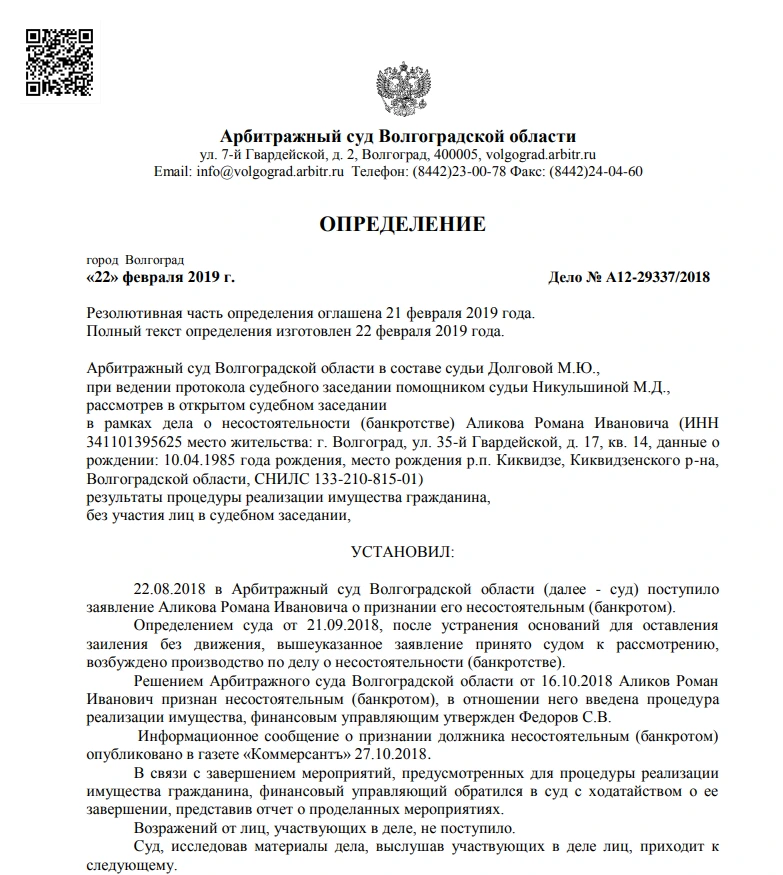 Арбитражный суд Волгоградской области
ул. 7-й Гвардейской, д. 2, Волгоград, 400005, volgograd.arbitr.ru
Email: info@volgograd.arbitr.ru Телефон: (8442)23-00-78 Факс: (8442)24-04-60
ОПРЕДЕЛЕНИЕ
город Волгоград
«22» февраля 2019 г. Дело № А12-29337/2018
Резолютивная часть определения оглашена 21 февраля 2019 года.
Полный текст определения изготовлен 22 февраля 2019 года.
Арбитражный суд Волгоградской области в составе судьи Долговой М.Ю.,
при ведении протокола судебного заседании помощником судьи Никульшиной М.Д.,
рассмотрев в открытом судебном заседании
в рамках дела о несостоятельности (банкротстве) Аликова Романа Ивановича (ИНН
341101395625 место жительства: г. Волгоград, ул. 35-й Гвардейской, д. 17, кв. 14, данные о
рождении: 10.04.1985 года рождения, место рождения р.п. Киквидзе, Киквидзенского р-на,
Волгоградской области, СНИЛС 133-210-815-01)
результаты процедуры реализации имущества гражданина,
без участия лиц в судебном заседании,
УСТАНОВИЛ:
22.08.2018 в Арбитражный суд Волгоградской области (далее - суд) поступило
заявление Аликова Романа Ивановича о признании его несостоятельным (банкротом).
Определением суда от 21.09.2018, после устранения оснований для оставления
заиления без движения, вышеуказанное заявление принято судом к рассмотрению,
возбуждено производство по делу о несостоятельности (банкротстве).
Решением Арбитражного суда Волгоградской области от 16.10.2018 Аликов Роман
Иванович признан несостоятельным (банкротом), в отношении него введена процедура
реализации имущества, финансовым управляющим утвержден Федоров С.В.
Информационное сообщение о признании должника несостоятельным (банкротом)
опубликовано в газете «Коммерсантъ» 27.10.2018.
В связи с завершением мероприятий, предусмотренных для процедуры реализации
имущества гражданина, финансовый управляющий обратился в суд с ходатайством о ее
завершении, представив отчет о проделанных мероприятиях.
Возражений от лиц, участвующих в деле, не поступило.
Суд, исследовав материалы дела, выслушав участвующих в деле лиц, приходит к
следующему.